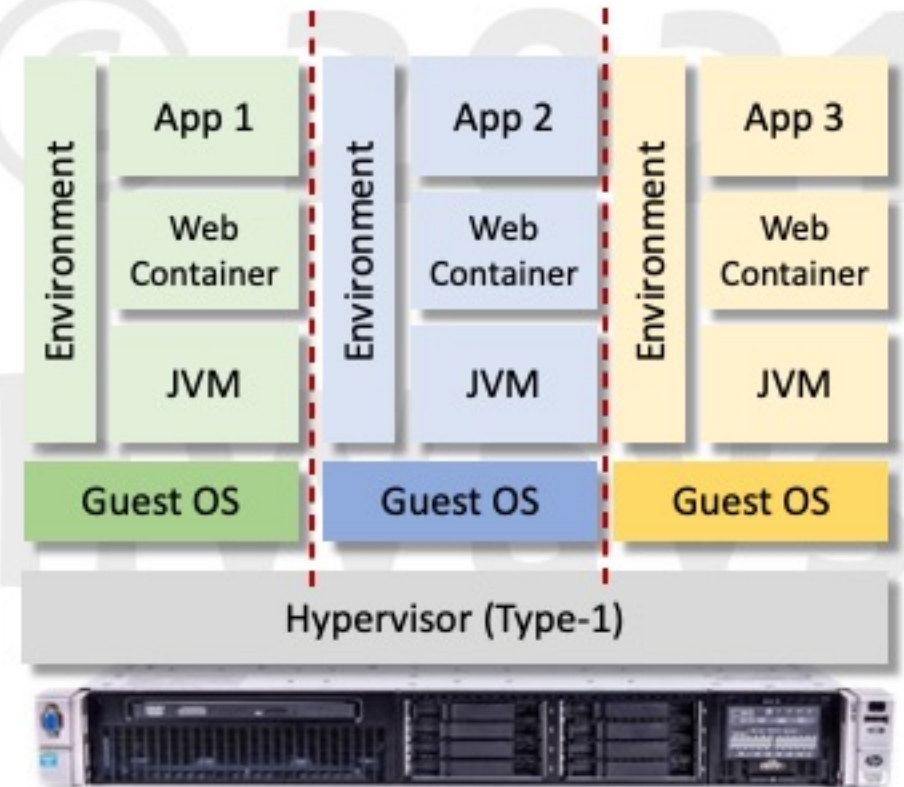 © 2021
Environment
App 1
Web
Container
JVM
Guest OS
Environment
App 2
Web
Container
JVM
Guest OS
Environment
App 3
Web
Container
JVM
Guest OS
Hypervisor (Type-1)